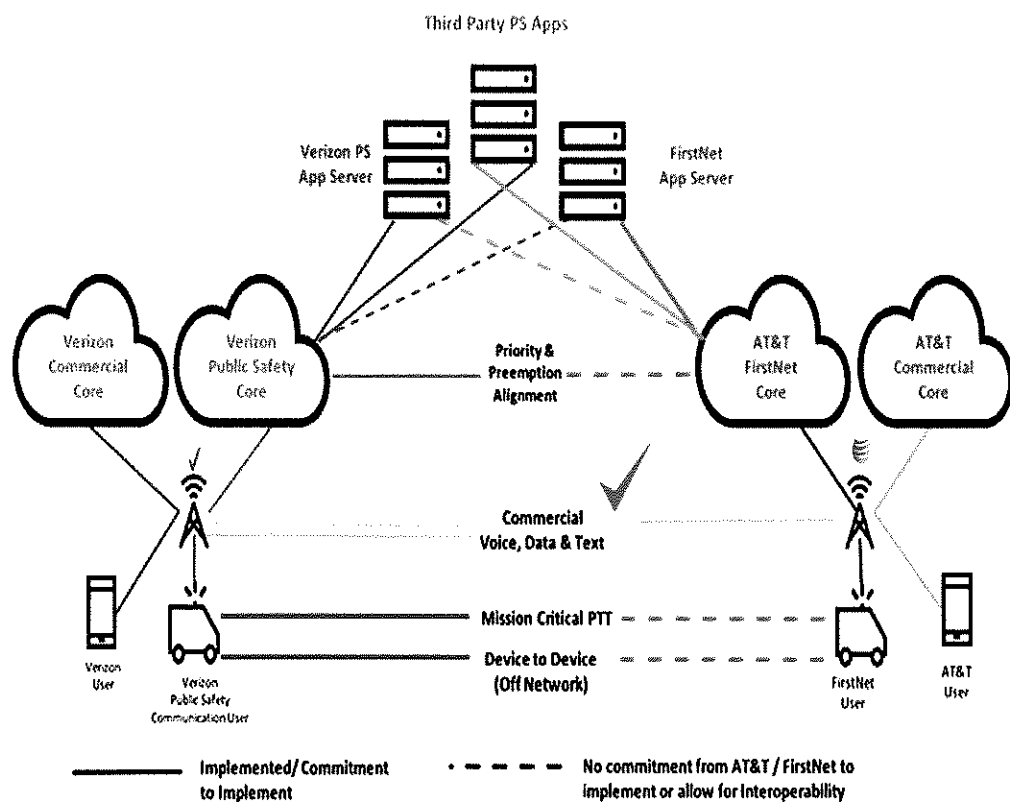 Third Party PS Apps
Verizon PS
App Server
FirstNet
App Server
Verizon
Commercial
Core
Verizon
Public Safety
Core
Priority &
Preemption
Alignment
AT&T
FirstNet
Core
AT&T
Commercial
Core
Commercial
Voice, Data & Text
Mission Critical PTT
Device to Device
(Off Network)
Verizon
User
Verizon
Public Safety
Communication User
FirstNet
User
AT&T
User
Implemented/ Commitment
to Implement
No commitment from AT&T / FirstNet to
implement or allow for Interoperability